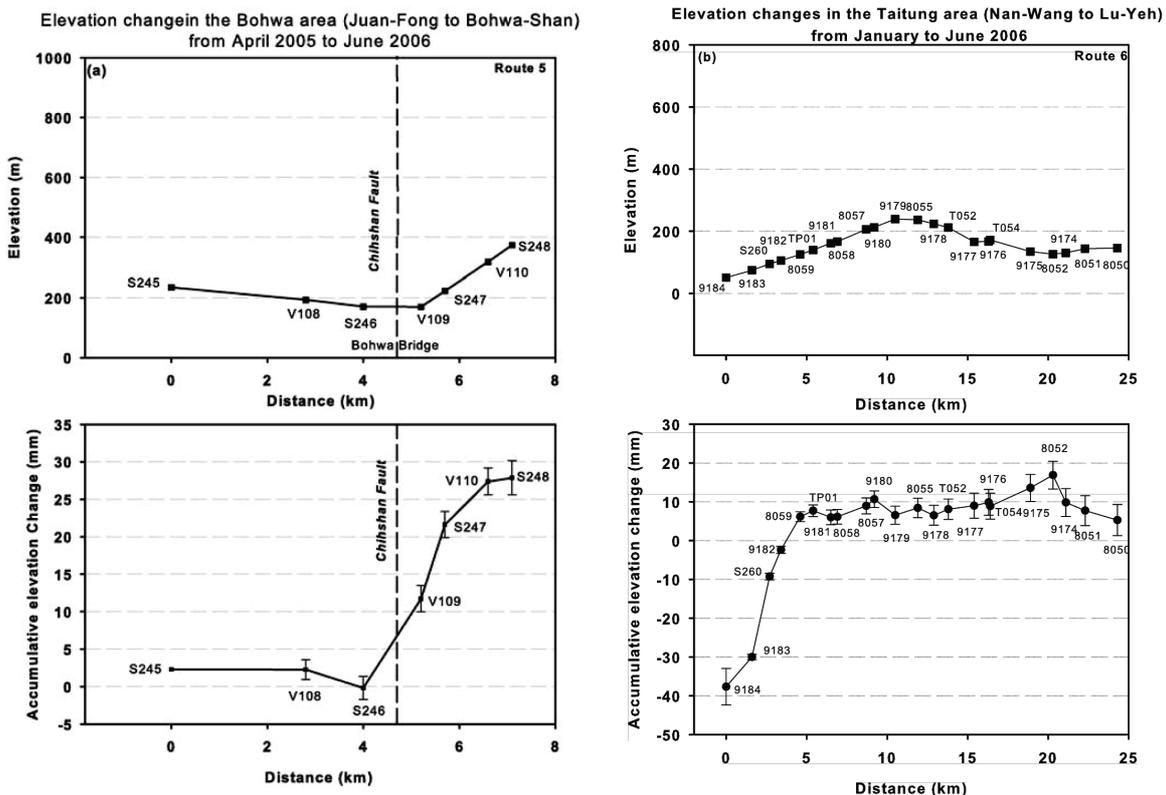 Elevation changein the Bohwa area (Juan-Fong to Bohwa-Shan)
from April 2005 to June 2006
(a)
Route 5
1000
800
600
400
200
0
Elevation (m)
Chihshan Fault
S245
V108
S246
V109
S247
V110
S248
Bohwa Bridge
0 2 4 6 8
Distance (km)
35
30
25
20
15
10
5
0
-5
Accumulative elevation Change (mm)
Chihshan Fault
S245
V108
S246
V109
S247
V110
S248
0 2 4 6 8
Distance (km)
Elevation changes in the Taitung area (Nan-Wang to Lu-Yeh)
from January to June 2006
(b)
Route 6
800
600
400
200
0
Elevation (m)
9184
9183
S260
9182
8059
TP01
9181
8058
8057
9180
9179
8055
9178
T052
9177
T054
9176
9175
8052
9174
8051
8050
0 5 10 15 20 25
Distance (km)
30
20
10
0
-10
-20
-30
-40
-50
Accumulative elevation change (mm)
9184
9183
S260
9182
8059
TP01
9181
8058
8057
9180
9179
8055
9178
T052
9177
9176
T054
9175
8052
9174
8051
8050
0 5 10 15 20 25
Distance (km)